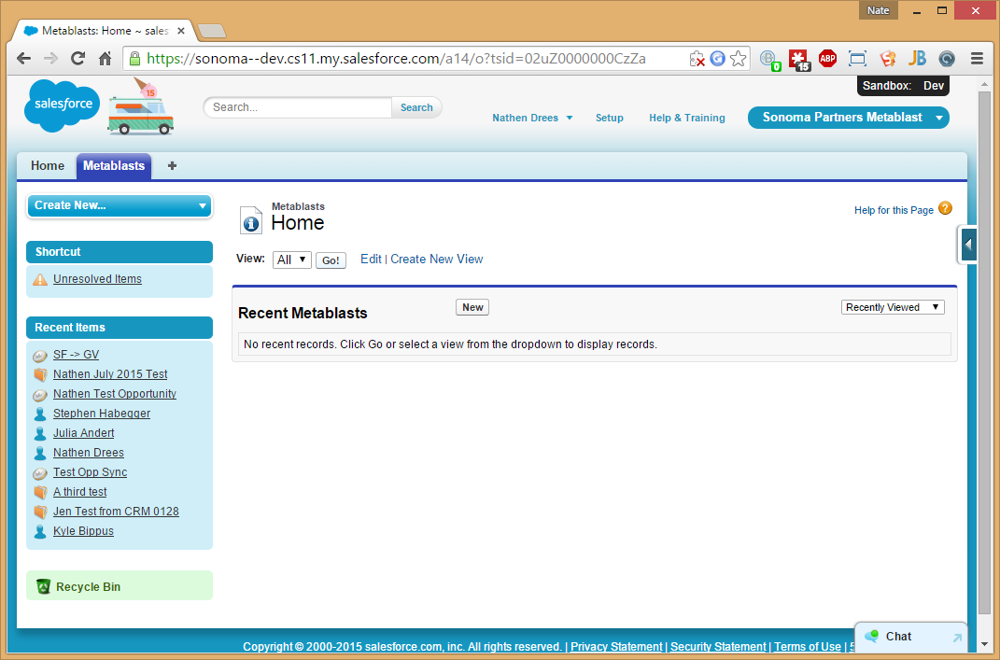 Nate
Metablasts: Home ~ sales
https://sonoma--dev.cs11.my.salesforce.com/a14/o?tsid=02uZ0000000CzZa
0
15
ABP
JB
salesforce
15
Search...
Search
Nathen Drees
Setup
Help & Training
Sandbox: Dev
Sonoma Partners Metablast
Home
Metablasts
+
Create New...
Shortcut
Unresolved Items
Recent Items
SF -> GV
Nathen July 2015 Test
Nathen Test Opportunity
Stephen Habegger
Julia Andert
Nathen Drees
Test Opp Sync
A third test
Jen Test from CRM 0128
Kyle Bippus
Recycle Bin
Metablasts
Home
Help for this Page ?
View: All Go! Edit | Create New View
Recent Metablasts
New
Recently Viewed
No recent records. Click Go or select a view from the dropdown to display records.
Copyright © 2000-2015 salesforce.com, inc. All rights reserved. | Privacy Statement | Security Statement | Terms of Use | 5
Chat